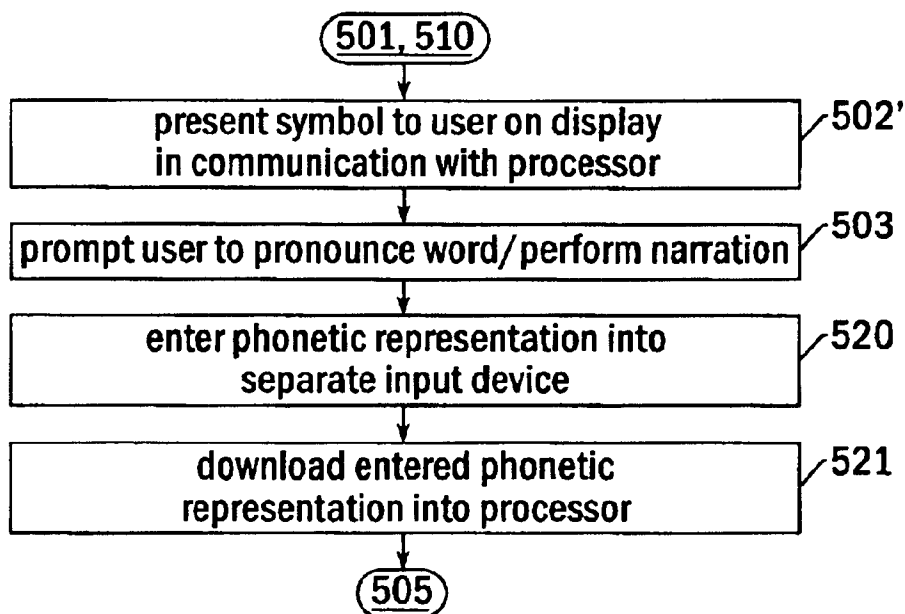 501, 510
present symbol to user on display
in communication with processor
502'
prompt user to pronounce word/perform narration
503
enter phonetic representation into
separate input device
520
download entered phonetic
representation into processor
521
505